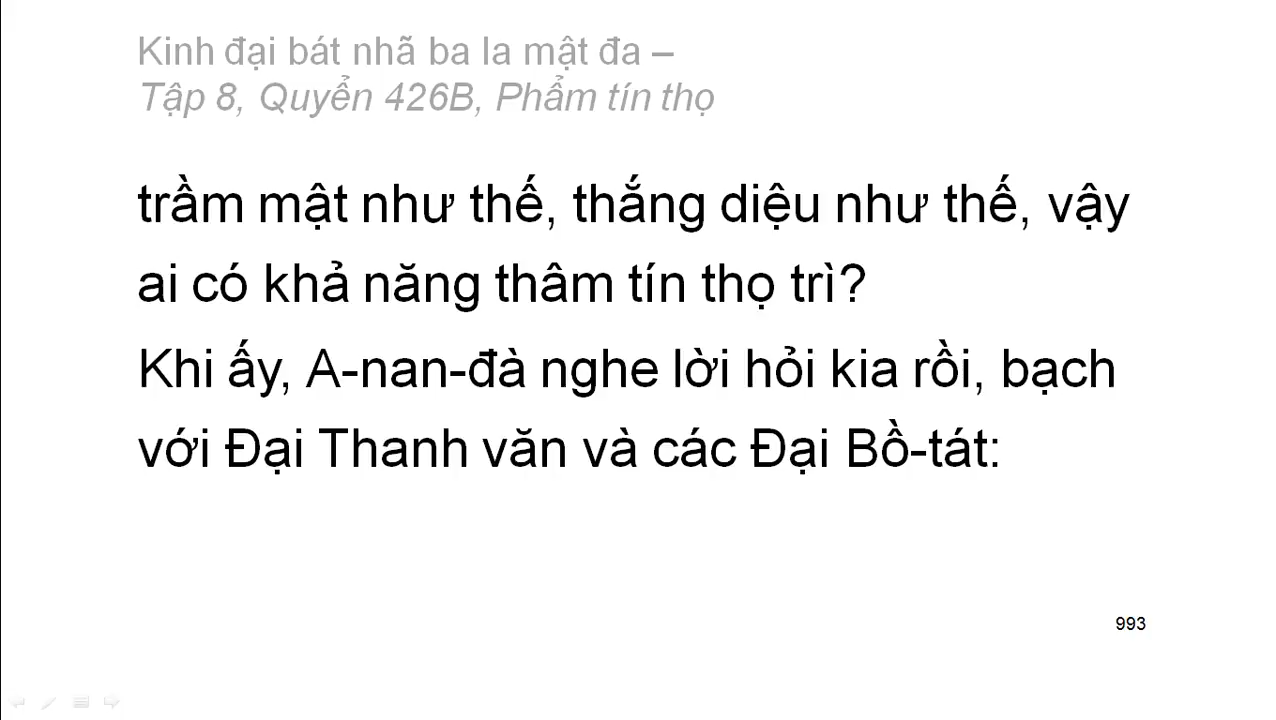 Kinh đại bát nhã ba la mật đa –
Tập 8, Quyển 426B, Phẩm tín thọ
trầm mật như thế, thắng diệu như thế, vậy
ai có khả năng thâm tín thọ trì?
Khi ấy, A-nan-đà nghe lời hỏi kia rồi, bạch
với Đại Thanh văn và các Đại Bồ-tát:
993